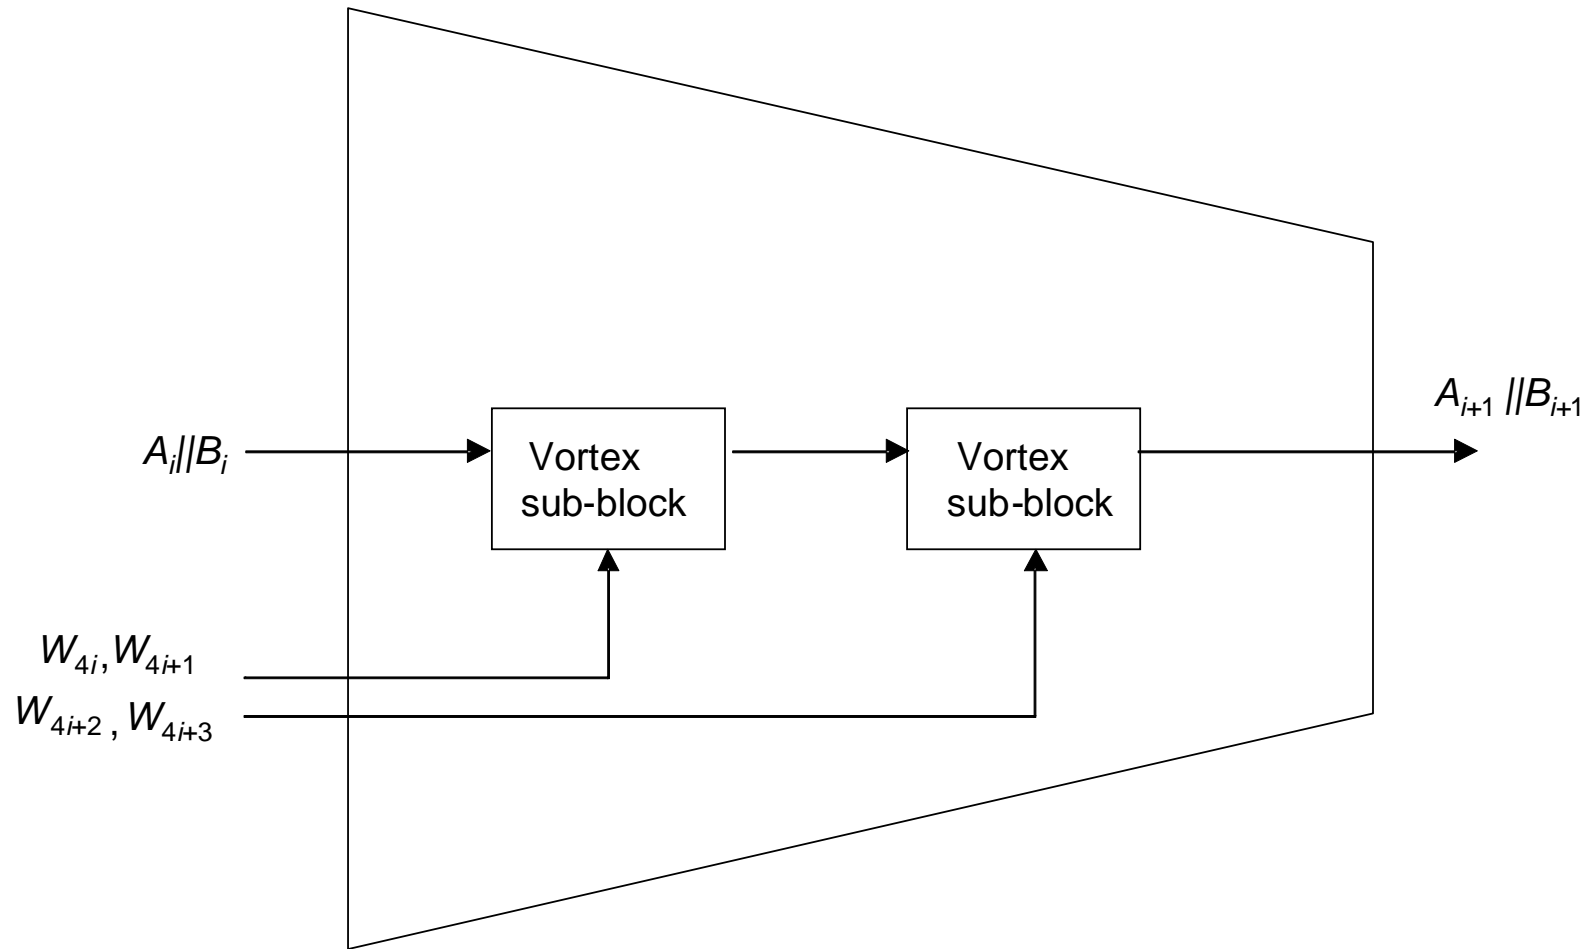 A_{i+1} ||B_{i+1}
A_i||B_i
Vortex
sub-block
Vortex
sub-block
W_{4i},W_{4i+1}
W_{4i+2} , W_{4i+3}